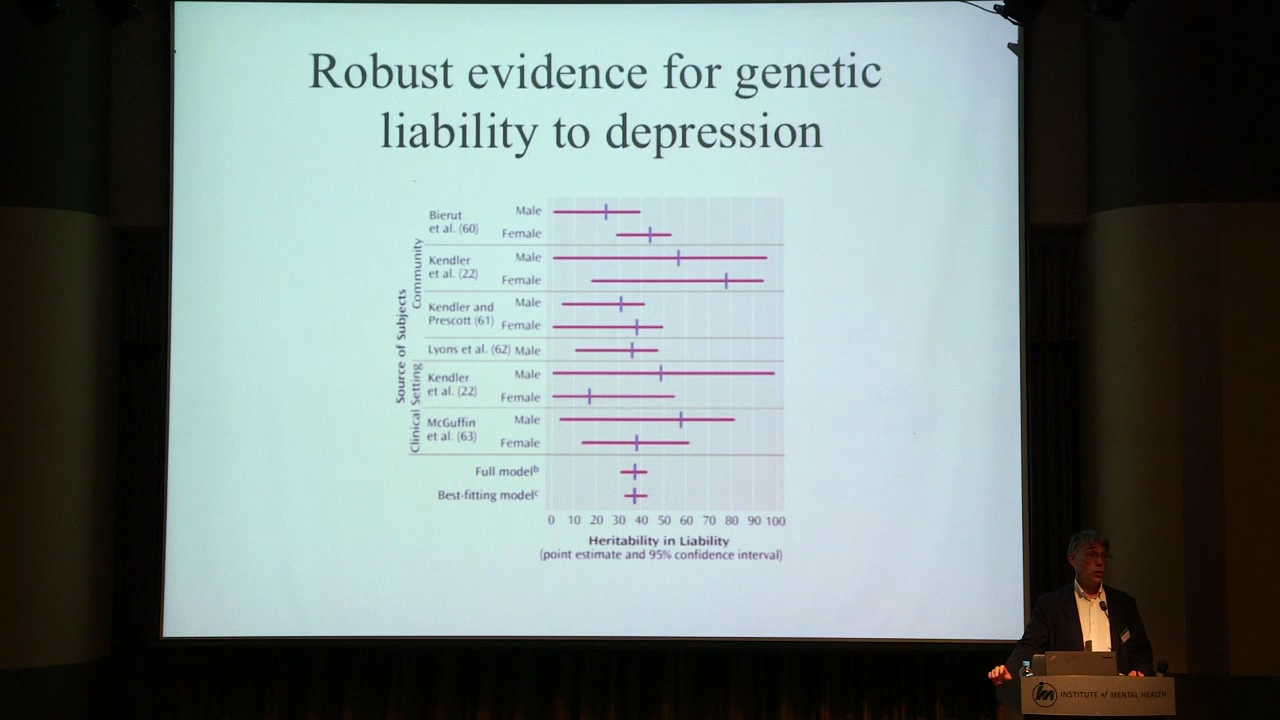 Robust evidence for genetic
liability to depression
Source of Subjects
Community
Bierut
et al. (60)
Male
Female
Kendler
et al. (22)
Male
Female
Kendler and
Prescott (61)
Male
Female
Lyons et al. (62) Male
Clinical Setting
Kendler
et al. (22)
Male
Female
McGuffin
et al. (63)
Male
Female
Full modelᵇ
Best-fitting modelᶜ
0 10 20 30 40 50 60 70 80 90 100
Heritability in Liability
(point estimate and 95% confidence interval)
INSTITUTE of MENTAL HEALTH